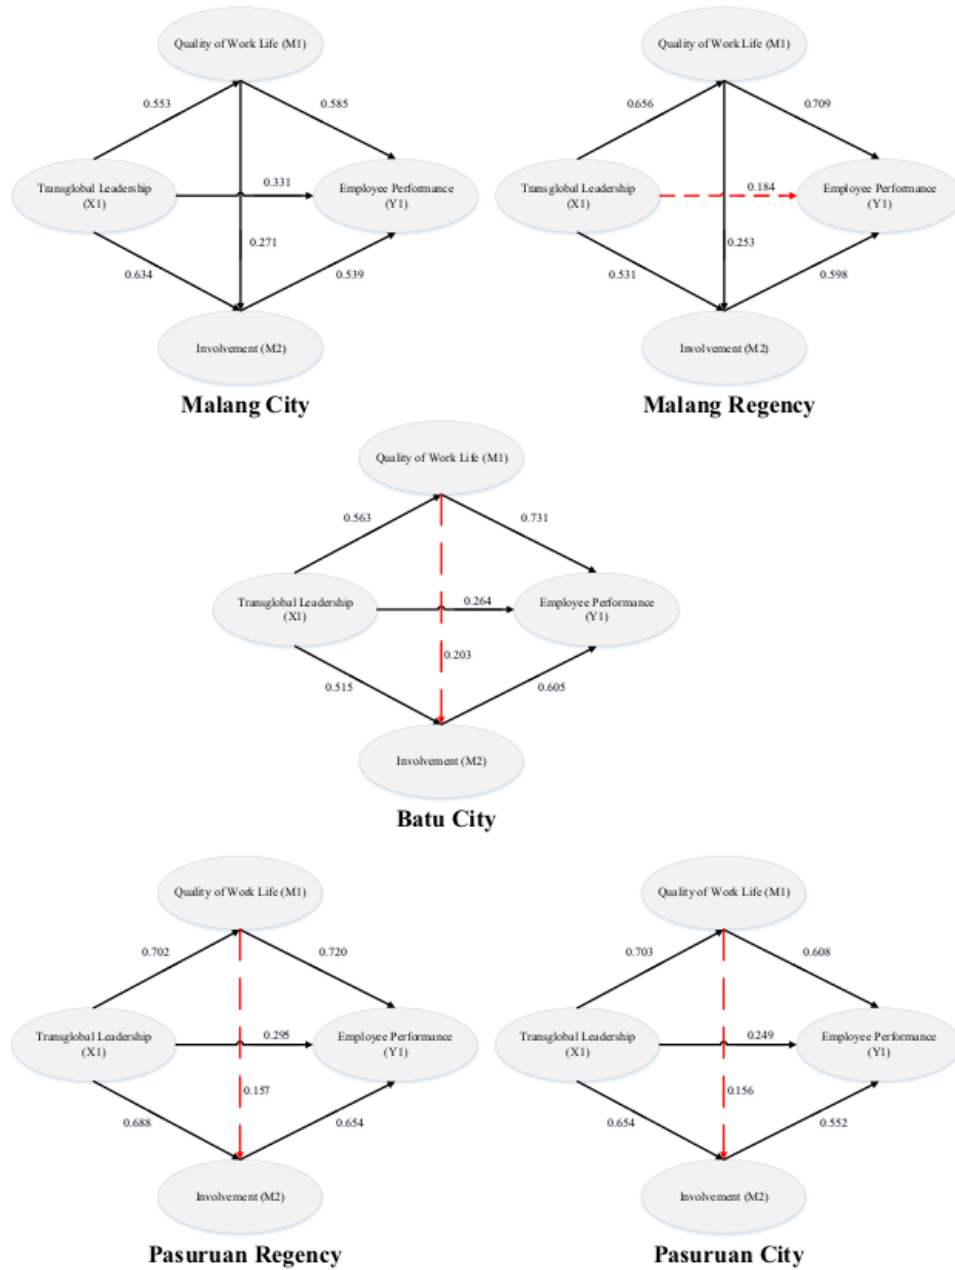 Quality of Work Life (M1)
0.553
0.585
Transglobal Leadership
(X1)
0.331
Employee Performance
(Y1)
0.271
0.634
0.539
Involvement (M2)
Malang City
Quality of Work Life (M1)
0.656
0.709
Transglobal Leadership
(X1)
0.184
Employee Performance
(Y1)
0.253
0.531
0.598
Involvement (M2)
Malang Regency
Quality of Work Life (M1)
0.563
0.731
Transglobal Leadership
(X1)
0.264
Employee Performance
(Y1)
0.203
0.515
0.605
Involvement (M2)
Batu City
Quality of Work Life (M1)
0.702
0.720
Transglobal Leadership
(X1)
0.295
Employee Performance
(Y1)
0.157
0.688
0.654
Involvement (M2)
Pasuruan Regency
Quality of Work Life (M1)
0.703
0.608
Transglobal Leadership
(X1)
0.249
Employee Performance
(Y1)
0.156
0.654
0.552
Involvement (M2)
Pasuruan City